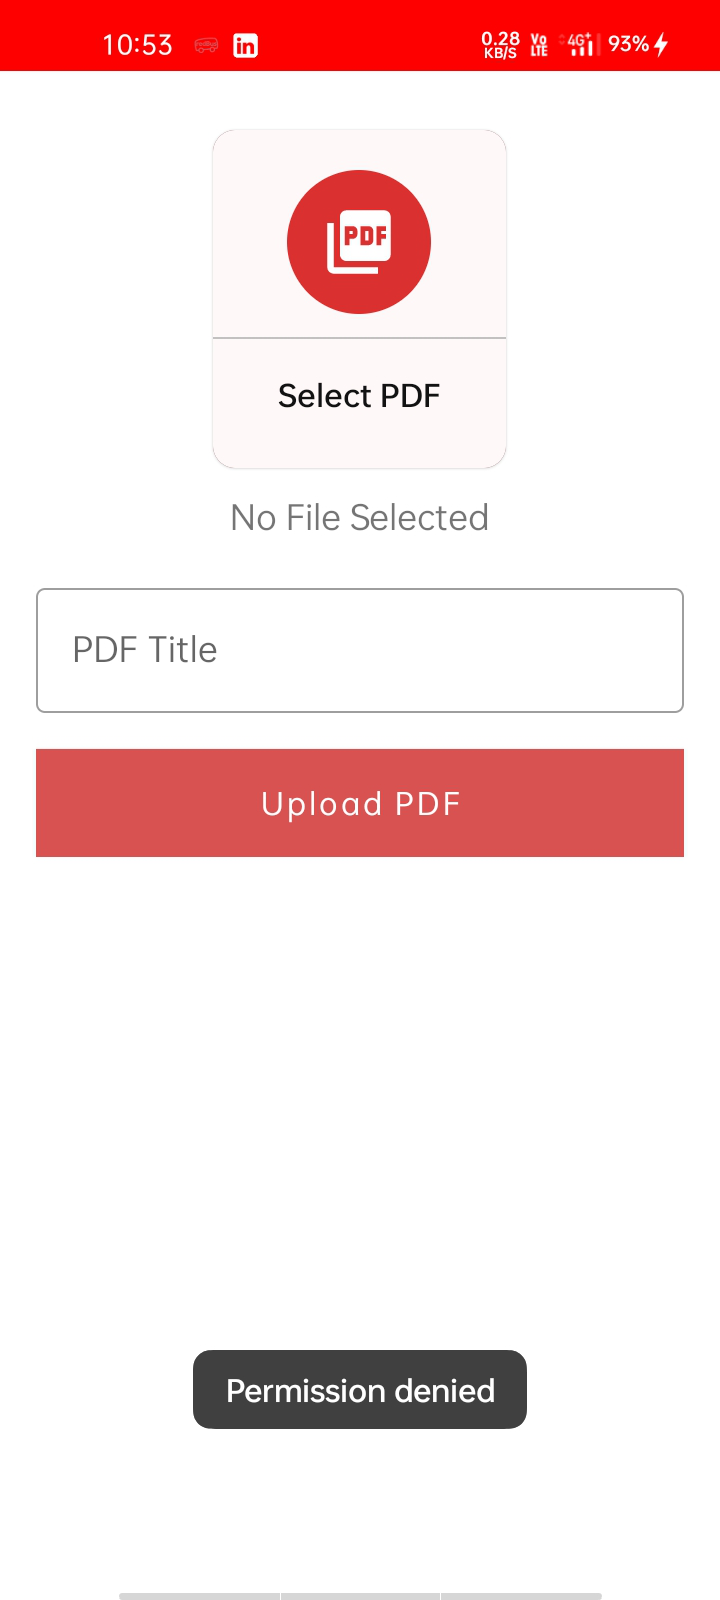 10:53 in 0.28 KB/S Vo LTE 4G+ 93%
PDF
Select PDF
No File Selected
PDF Title
Upload PDF
Permission denied